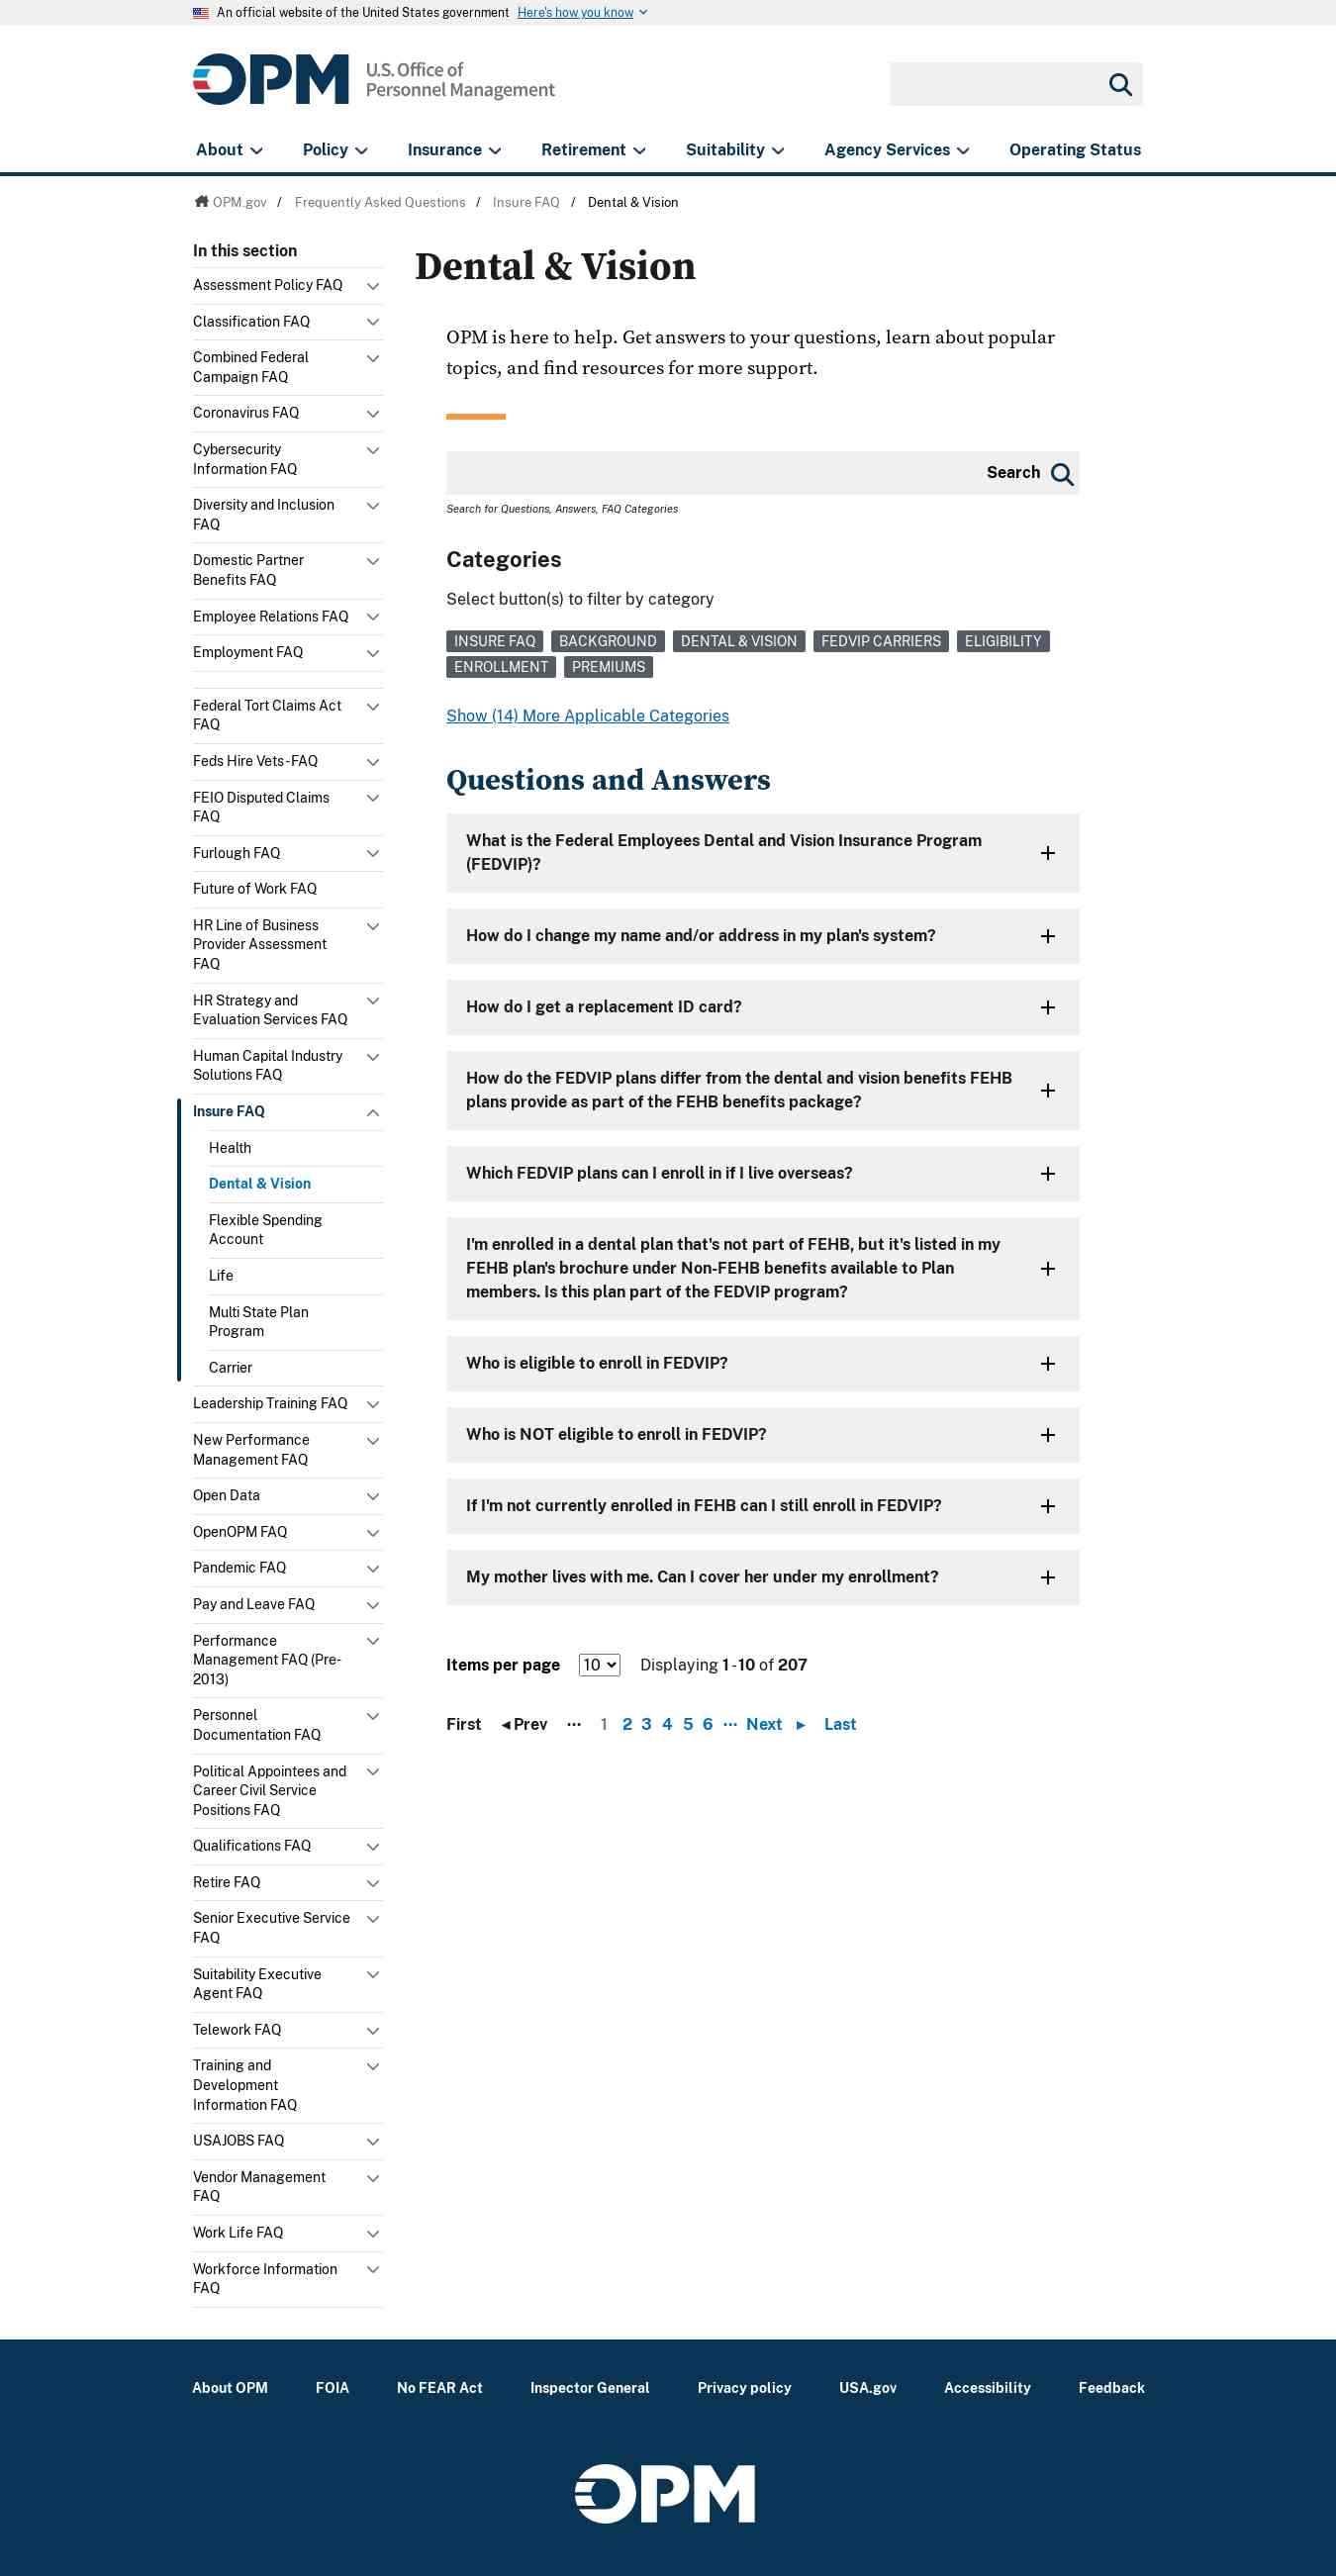 An official website of the United States government Here's how you know
OPM U.S. Office of
Personnel Management
About Policy Insurance Retirement Suitability Agency Services Operating Status
OPM.gov / Frequently Asked Questions / Insure FAQ / Dental & Vision
In this section
Assessment Policy FAQ
Classification FAQ
Combined Federal
Campaign FAQ
Coronavirus FAQ
Cybersecurity
Information FAQ
Diversity and Inclusion
FAQ
Domestic Partner
Benefits FAQ
Employee Relations FAQ
Employment FAQ
Federal Tort Claims Act
FAQ
Feds Hire Vets - FAQ
FEIO Disputed Claims
FAQ
Furlough FAQ
Future of Work FAQ
HR Line of Business
Provider Assessment
FAQ
HR Strategy and
Evaluation Services FAQ
Human Capital Industry
Solutions FAQ
Insure FAQ
Health
Dental & Vision
Flexible Spending
Account
Life
Multi State Plan
Program
Carrier
Leadership Training FAQ
New Performance
Management FAQ
Open Data
OpenOPM FAQ
Pandemic FAQ
Pay and Leave FAQ
Performance
Management FAQ (Pre-
2013)
Personnel
Documentation FAQ
Political Appointees and
Career Civil Service
Positions FAQ
Qualifications FAQ
Retire FAQ
Senior Executive Service
FAQ
Suitability Executive
Agent FAQ
Telework FAQ
Training and
Development
Information FAQ
USAJOBS FAQ
Vendor Management
FAQ
Work Life FAQ
Workforce Information
FAQ
Dental & Vision
OPM is here to help. Get answers to your questions, learn about popular
topics, and find resources for more support.
Search
Search for Questions, Answers, FAQ Categories
Categories
Select button(s) to filter by category
INSURE FAQ BACKGROUND DENTAL & VISION FEDVIP CARRIERS ELIGIBILITY
ENROLLMENT PREMIUMS
Show (14) More Applicable Categories
Questions and Answers
What is the Federal Employees Dental and Vision Insurance Program
(FEDVIP)?
How do I change my name and/or address in my plan's system?
How do I get a replacement ID card?
How do the FEDVIP plans differ from the dental and vision benefits FEHB
plans provide as part of the FEHB benefits package?
Which FEDVIP plans can I enroll in if I live overseas?
I'm enrolled in a dental plan that's not part of FEHB, but it's listed in my
FEHB plan's brochure under Non-FEHB benefits available to Plan
members. Is this plan part of the FEDVIP program?
Who is eligible to enroll in FEDVIP?
Who is NOT eligible to enroll in FEDVIP?
If I'm not currently enrolled in FEHB can I still enroll in FEDVIP?
My mother lives with me. Can I cover her under my enrollment?
Items per page 10 Displaying 1 - 10 of 207
First ◂ Prev ··· 1 2 3 4 5 6 ··· Next ▸ Last
About OPM FOIA No FEAR Act Inspector General Privacy policy USA.gov Accessibility Feedback
OPM